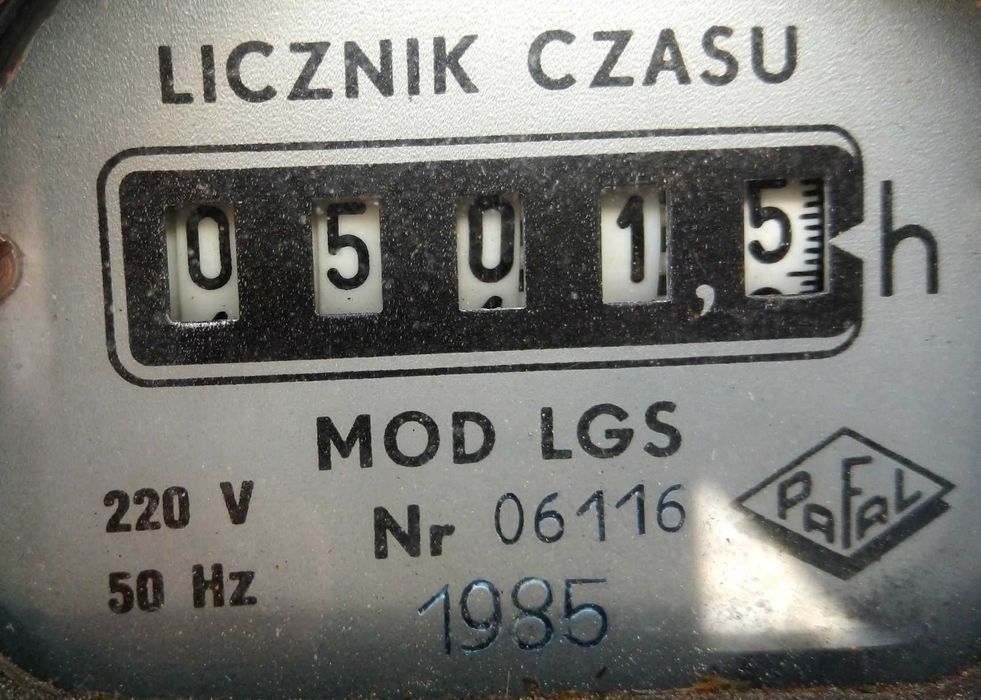 LICZNIK CZASU
0501,5 h
MOD LGS
220 V
50 Hz
Nr 06116
1985
PAFAL